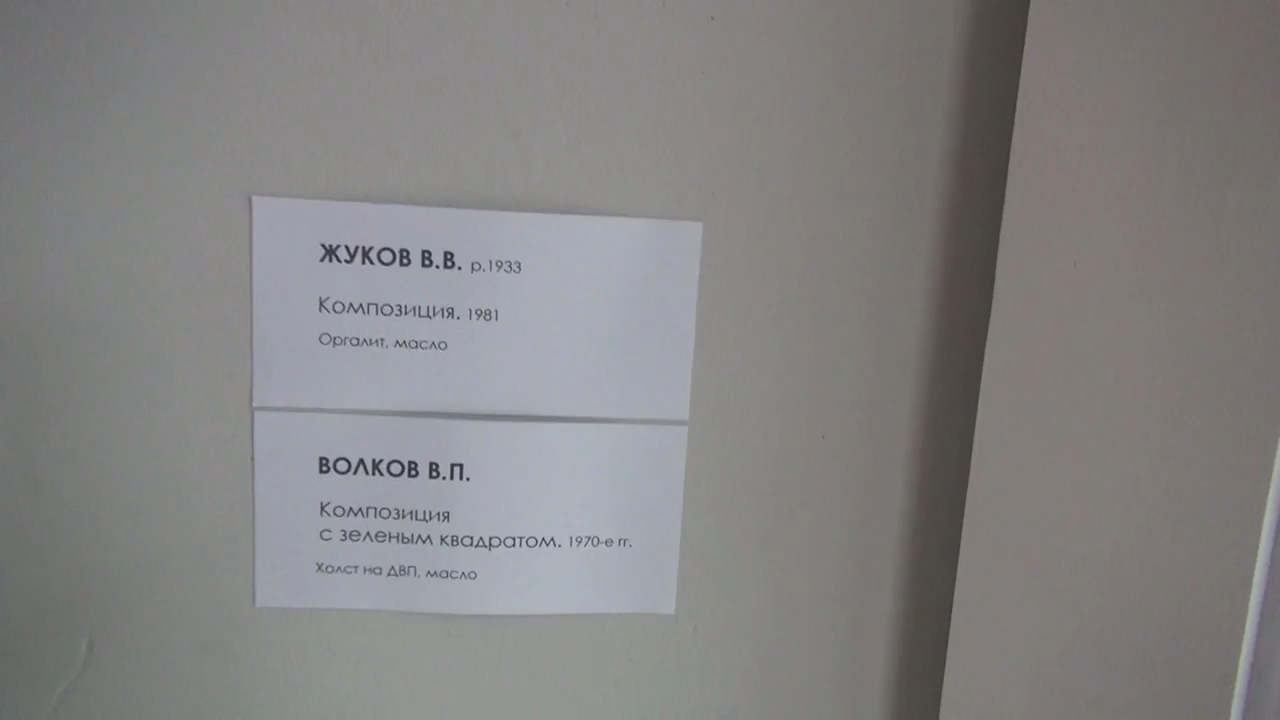 ЖУКОВ В.В. р.1933
Композиция. 1981
Оргалит, масло
ВОЛКОВ В.П.
Композиция
с зеленым квадратом. 1970-е гг.
Холст на ДВП, масло